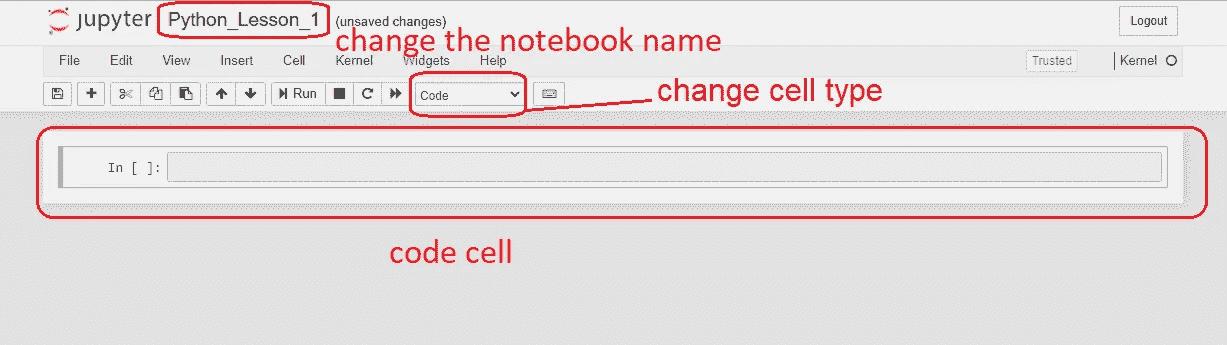 jupyter Python_Lesson_1 (unsaved changes) Logout
change the notebook name
File Edit View Insert Cell Kernel Widgets Help Trusted Kernel
Run Code change cell type
In [ ]:
code cell